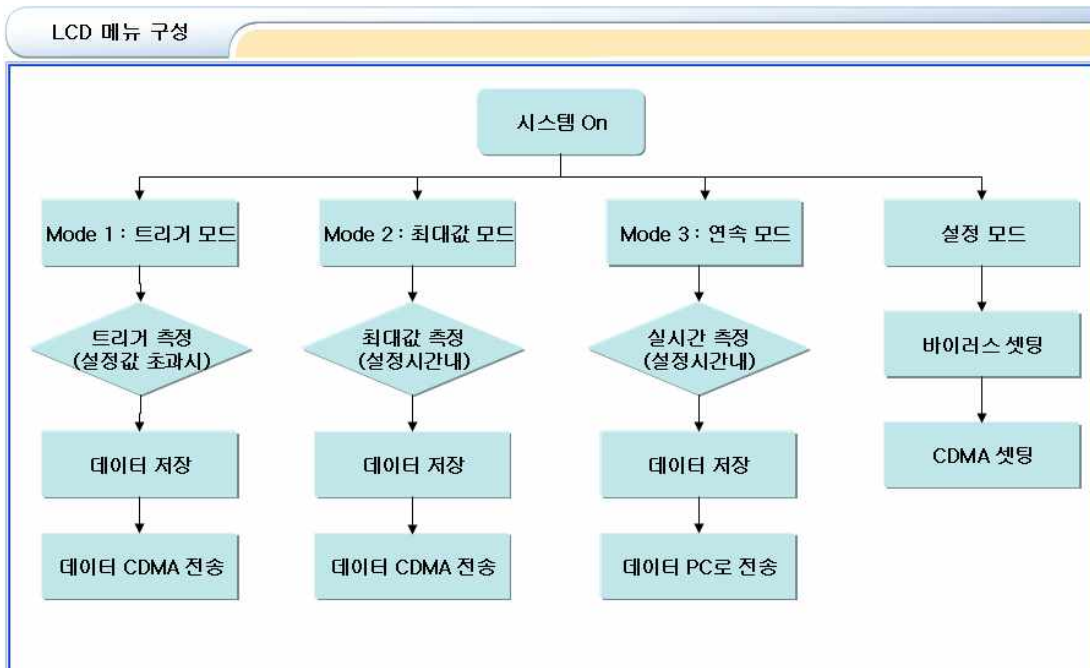 LCD 메뉴 구성
시스템 On
Mode 1 : 트리거 모드
Mode 2 : 최대값 모드
Mode 3 : 연속 모드
설정 모드
트리거 측정
(설정값 초과시)
최대값 측정
(설정시간내)
실시간 측정
(설정시간내)
바이러스 셋팅
데이터 저장
데이터 저장
데이터 저장
CDMA 셋팅
데이터 CDMA 전송
데이터 CDMA 전송
데이터 PC로 전송